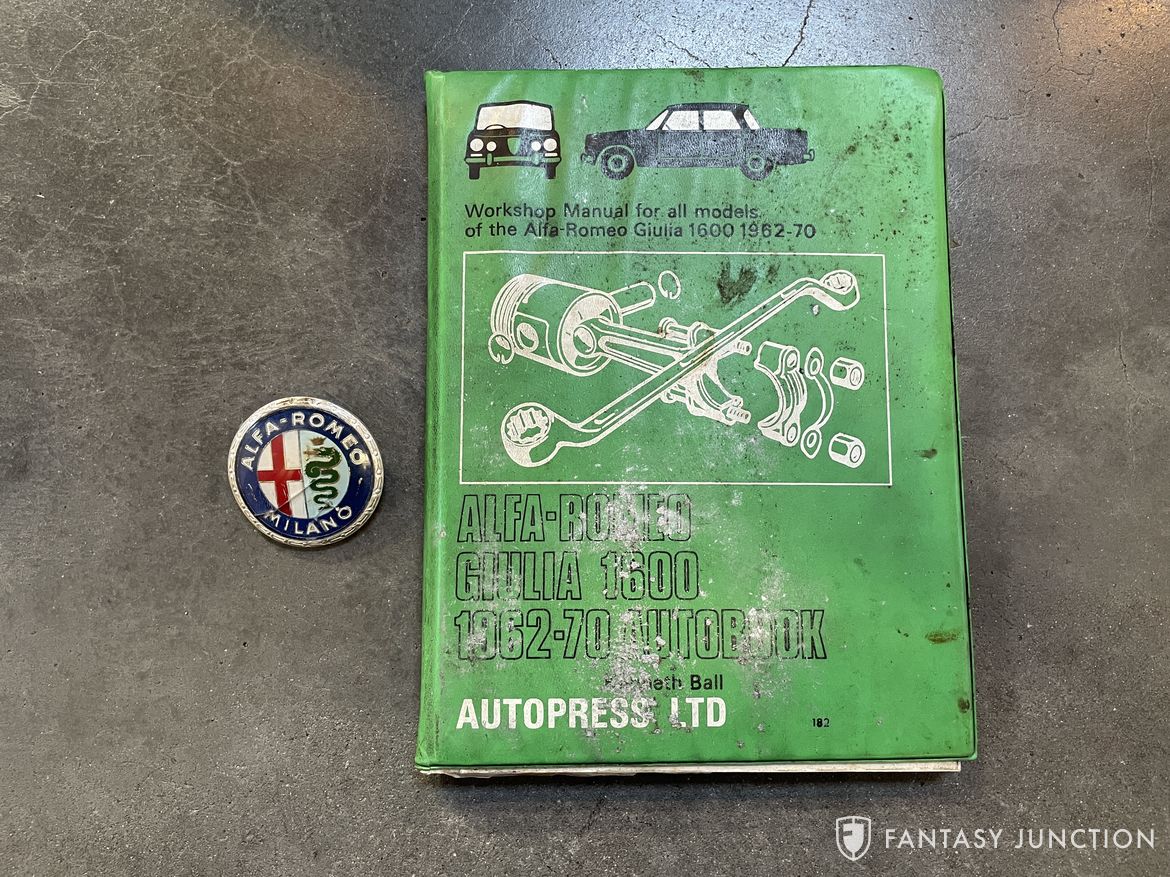 Workshop Manual for all models
of the Alfa-Romeo Giulia 1600 1962-70
ALFA-ROMEO
MILANO
ALFA-ROMEO
GIULIA 1600
1962-70 AUTOBOOK
Kenneth Ball
AUTOPRESS LTD
182
FANTASY JUNCTION